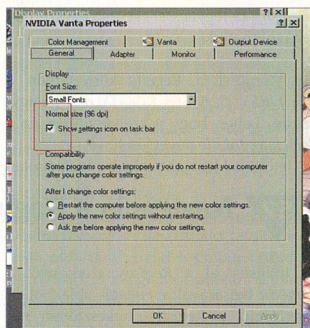 Display Properties
NVIDIA Vanta Properties
Color Management
Vanta
Output Device
General
Adapter
Monitor
Performance
Display
Font Size:
Small Fonts
Normal size (96 dpi)
Show settings icon on task bar
Compatibility
Some programs operate improperly if you do not restart your computer
after you change color settings.
After I change color settings:
Restart the computer before applying the new color settings.
Apply the new color settings without restarting.
Ask me before applying the new color settings.
OK
Cancel
Apply